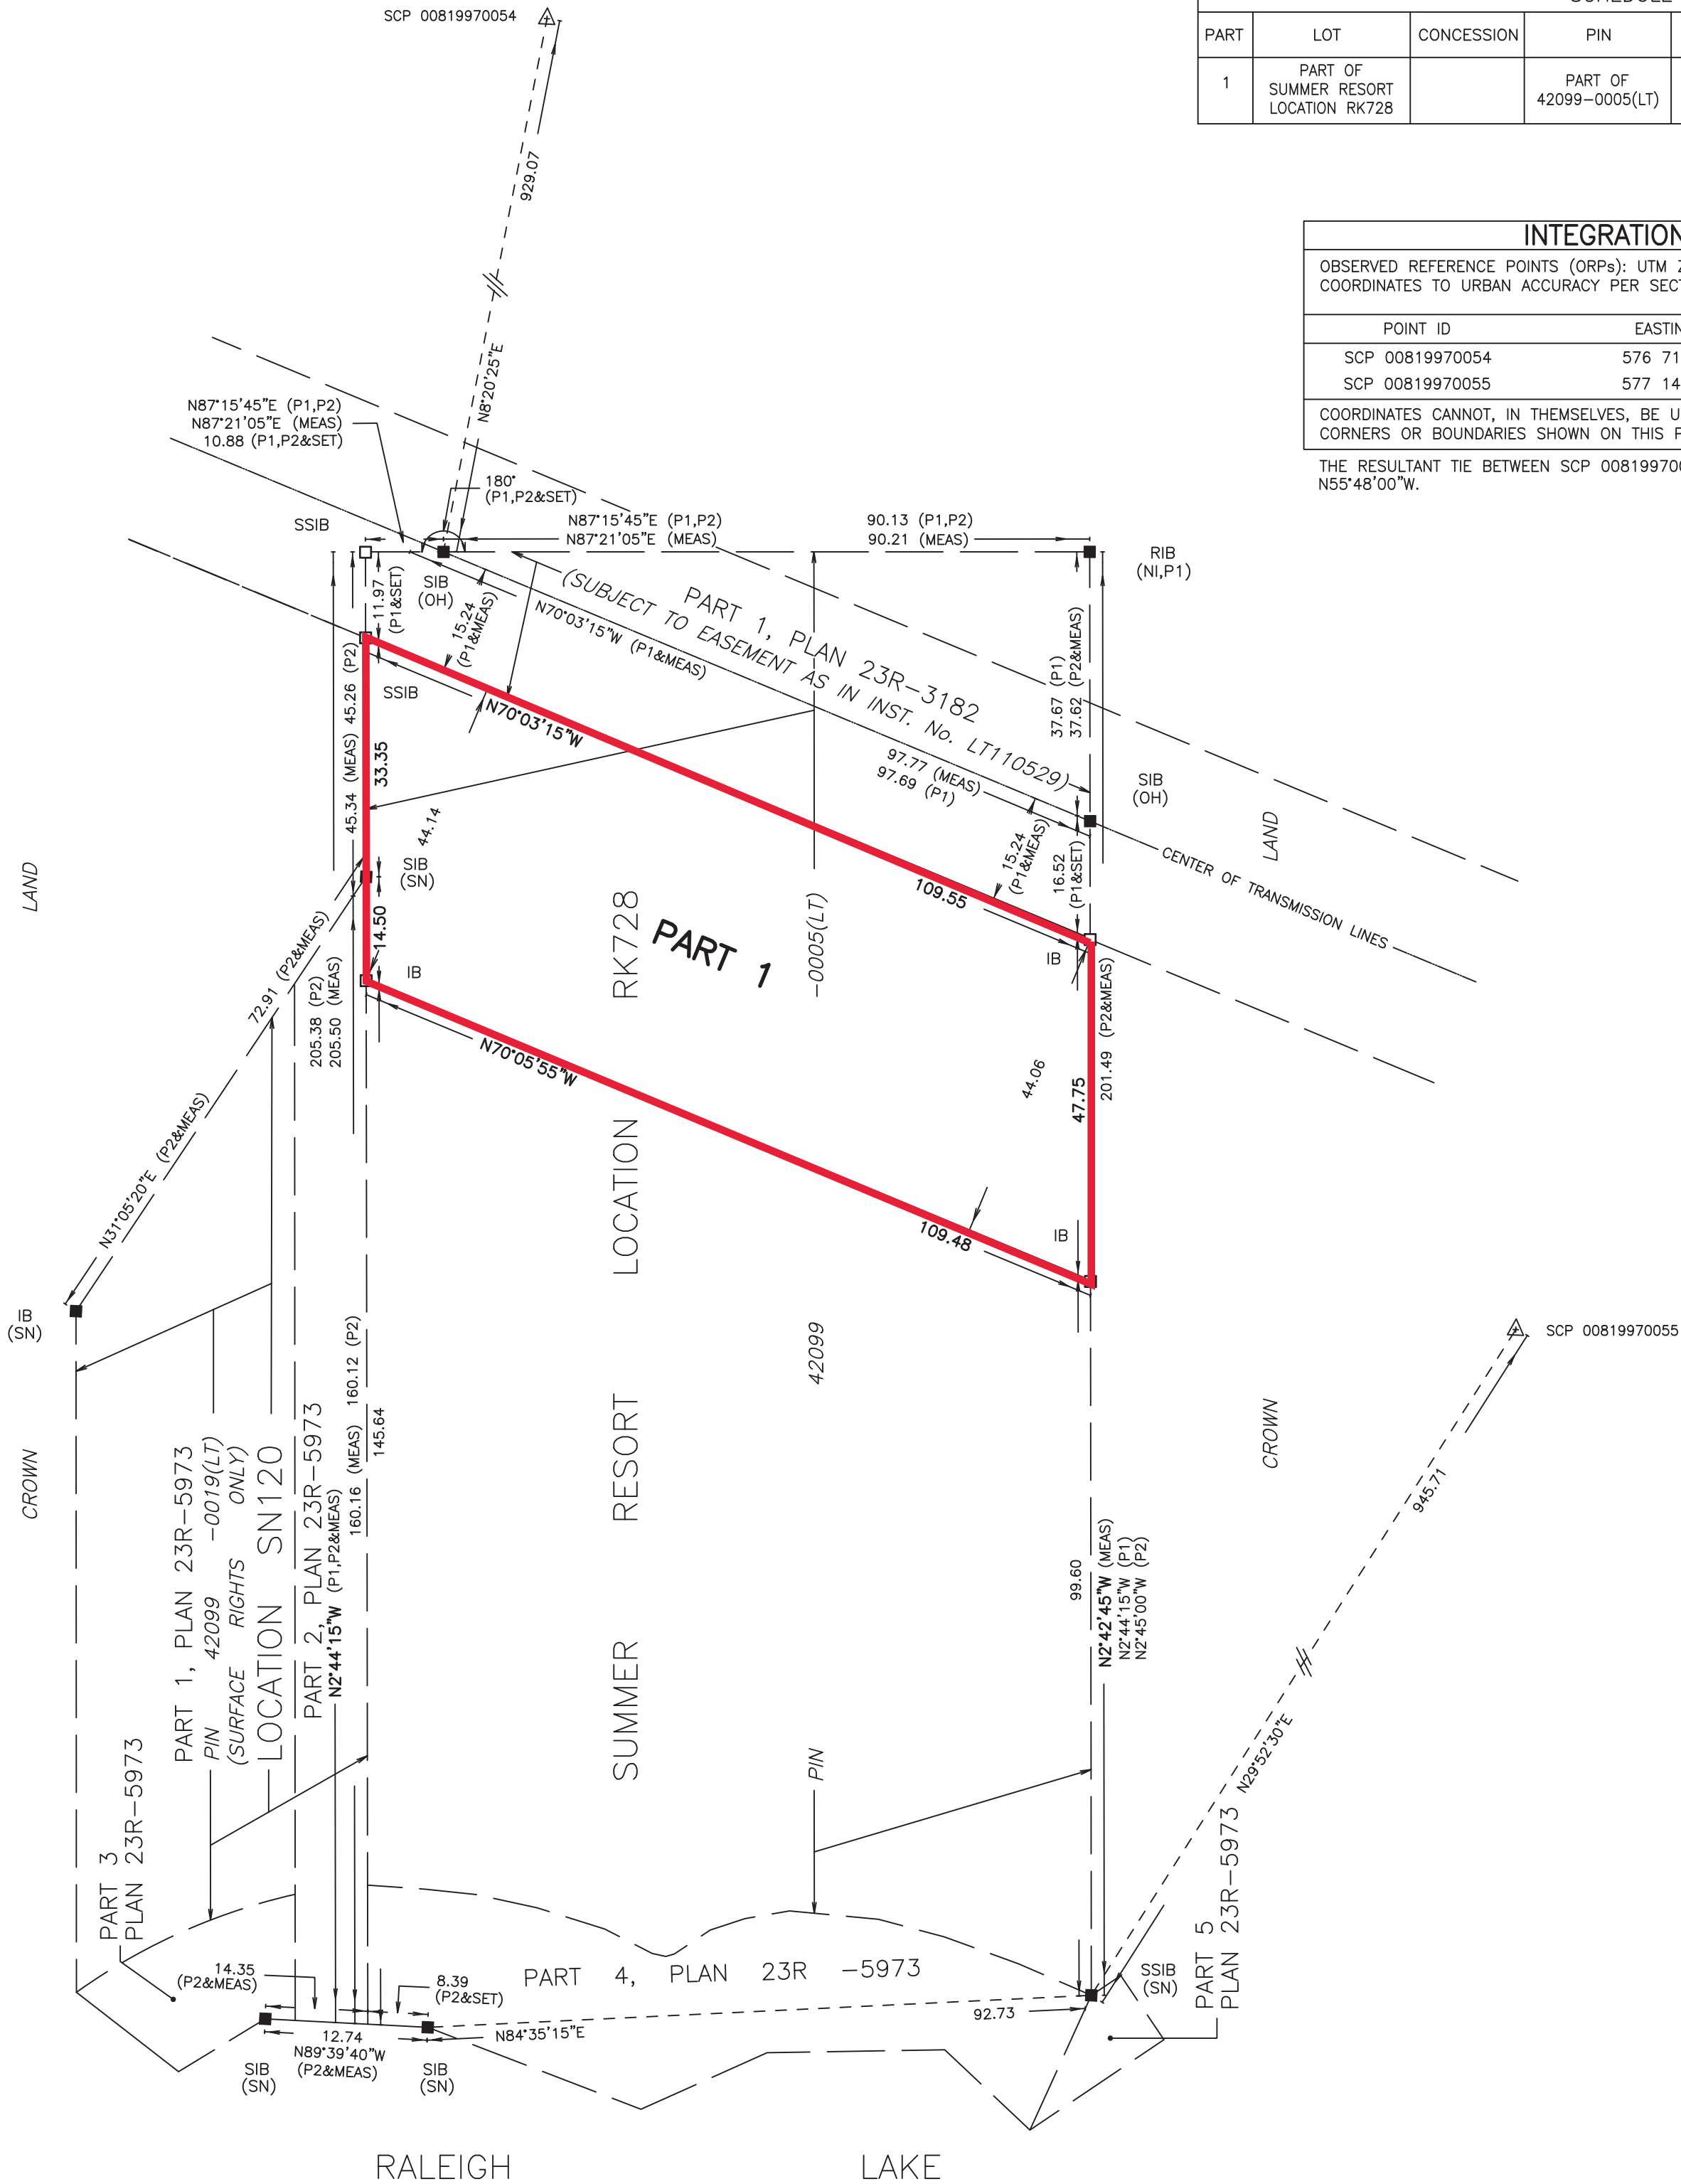 SCP 00819970054
PART LOT CONCESSION PIN
1 PART OF SUMMER RESORT LOCATION RK728 PART OF 42099-0005(LT)
929.07
N8°20'25"E
INTEGRATION
OBSERVED REFERENCE POINTS (ORPs): UTM
COORDINATES TO URBAN ACCURACY PER
POINT ID
SCP 00819970054 576 71
SCP 00819970055 577 14
COORDINATES CANNOT, IN THEMSELVES, BE
CORNERS OR BOUNDARIES SHOWN ON THIS
THE RESULTANT TIE BETWEEN SCP
N55°48'00"W.
N87°15'45"E (P1,P2)
N87°21'05"E (MEAS)
10.88 (P1,P2&SET)
180°
(P1,P2&SET)
SSIB
N87°15'45"E (P1,P2)
N87°21'05"E (MEAS)
90.13 (P1,P2)
90.21 (MEAS)
RIB
(NI,P1)
SIB
(OH)
11.97
(P1&SET)
15.24
(P1&MEAS)
N70°03'15"W (P1&MEAS)
PART 1, PLAN 23R-3182
(SUBJECT TO EASEMENT AS IN INST. No. LT110529)
37.67 (P1)
37.62 (P2&MEAS)
SSIB
N70°03'15"W
45.34 (MEAS) 45.26 (P2)
33.35
97.77 (MEAS)
97.69 (P1)
SIB
(OH)
LAND
LAND
44.14
SIB
(SN)
15.24
(P1&MEAS)
16.52
(P1&SET)
CENTER OF TRANSMISSION LINES
109.55
14.50
IB
PART 1
IB
72.91 (P2&MEAS)
N31°05'20"E (P2&MEAS)
205.38 (P2)
205.50 (MEAS)
N70°05'55"W
44.06
47.75
201.49 (P2&MEAS)
109.48
IB
IB
(SN)
SCP 00819970055
SUMMER RESORT LOCATION RK728
PIN 42099 -0005(LT)
CROWN
CROWN
160.16 (MEAS) 160.12 (P2)
145.64
N2°44'15"W (P1,P2&MEAS)
PART 1, PLAN 23R-5973
PIN 42099 -0019(LT)
(SURFACE RIGHTS ONLY)
LOCATION SN120
PART 2, PLAN 23R-5973
99.60
N2°42'45"W (MEAS)
N2°44'15"W (P1)
N2°45'00"W (P2)
945.71
N29°52'30"E
PART 3
PLAN 23R-5973
PART 5
PLAN 23R-5973
14.35
(P2&MEAS)
8.39
(P2&SET)
PART 4, PLAN 23R -5973
SSIB
(SN)
92.73
12.74
N89°39'40"W
(P2&MEAS)
N84°35'15"E
SIB
(SN)
SIB
(SN)
RALEIGH LAKE